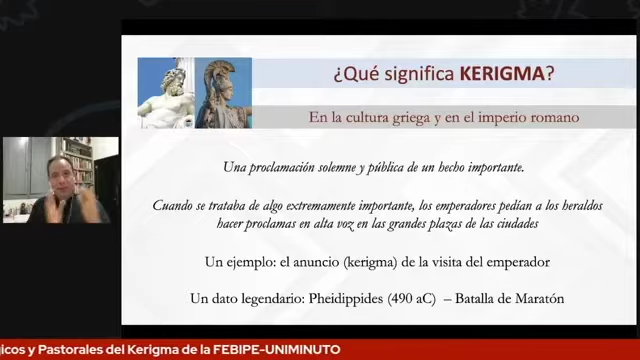 ¿Qué significa KERIGMA?
En la cultura griega y en el imperio romano
Una proclamación solemne y pública de un hecho importante.
Cuando se trataba de algo extremamente importante, los emperadores pedían a los heraldos
hacer proclamas en alta voz en las grandes plazas de las ciudades
Un ejemplo: el anuncio (kerigma) de la visita del emperador
Un dato legendario: Pheidippides (490 aC) – Batalla de Maratón
gicos y Pastorales del Kerigma de la FEBIPE-UNIMINUTO